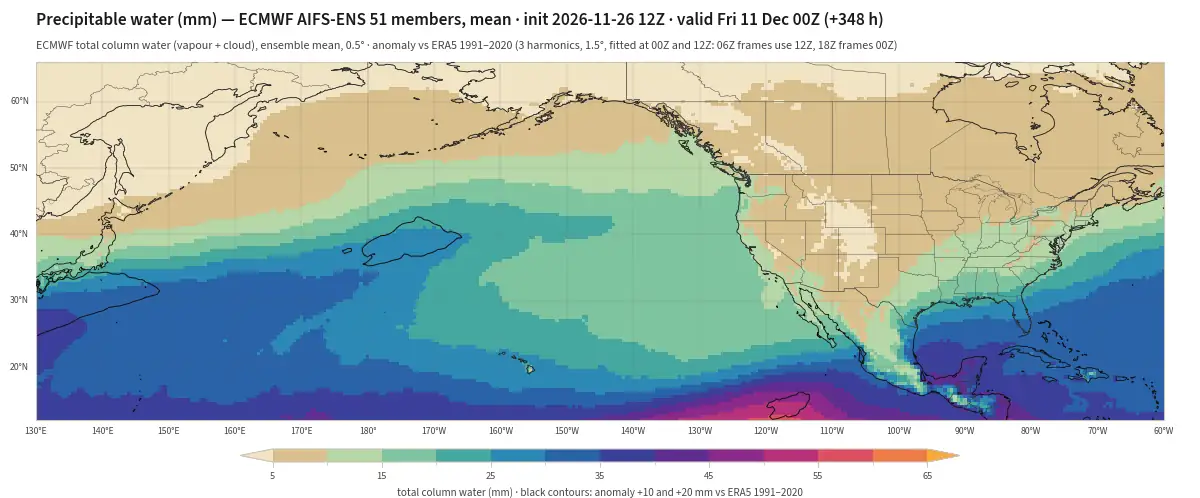 Precipitable water (mm) — ECMWF AIFS-ENS 51 members, mean · init 2026-11-26 12Z · valid Fri 11 Dec 00Z (+348 h)
ECMWF total column water (vapour + cloud), ensemble mean, 0.5° · anomaly vs ERA5 1991–2020 (3 harmonics, 1.5°, fitted at 00Z and 12Z: 06Z frames use 12Z, 18Z frames 00Z)
60°N
50°N
40°N
30°N
20°N
130°E 140°E 150°E 160°E 170°E 180° 170°W 160°W 150°W 140°W 130°W 120°W 110°W 100°W 90°W 80°W 70°W 60°W
5 15 25 35 45 55 65
total column water (mm) · black contours: anomaly +10 and +20 mm vs ERA5 1991–2020